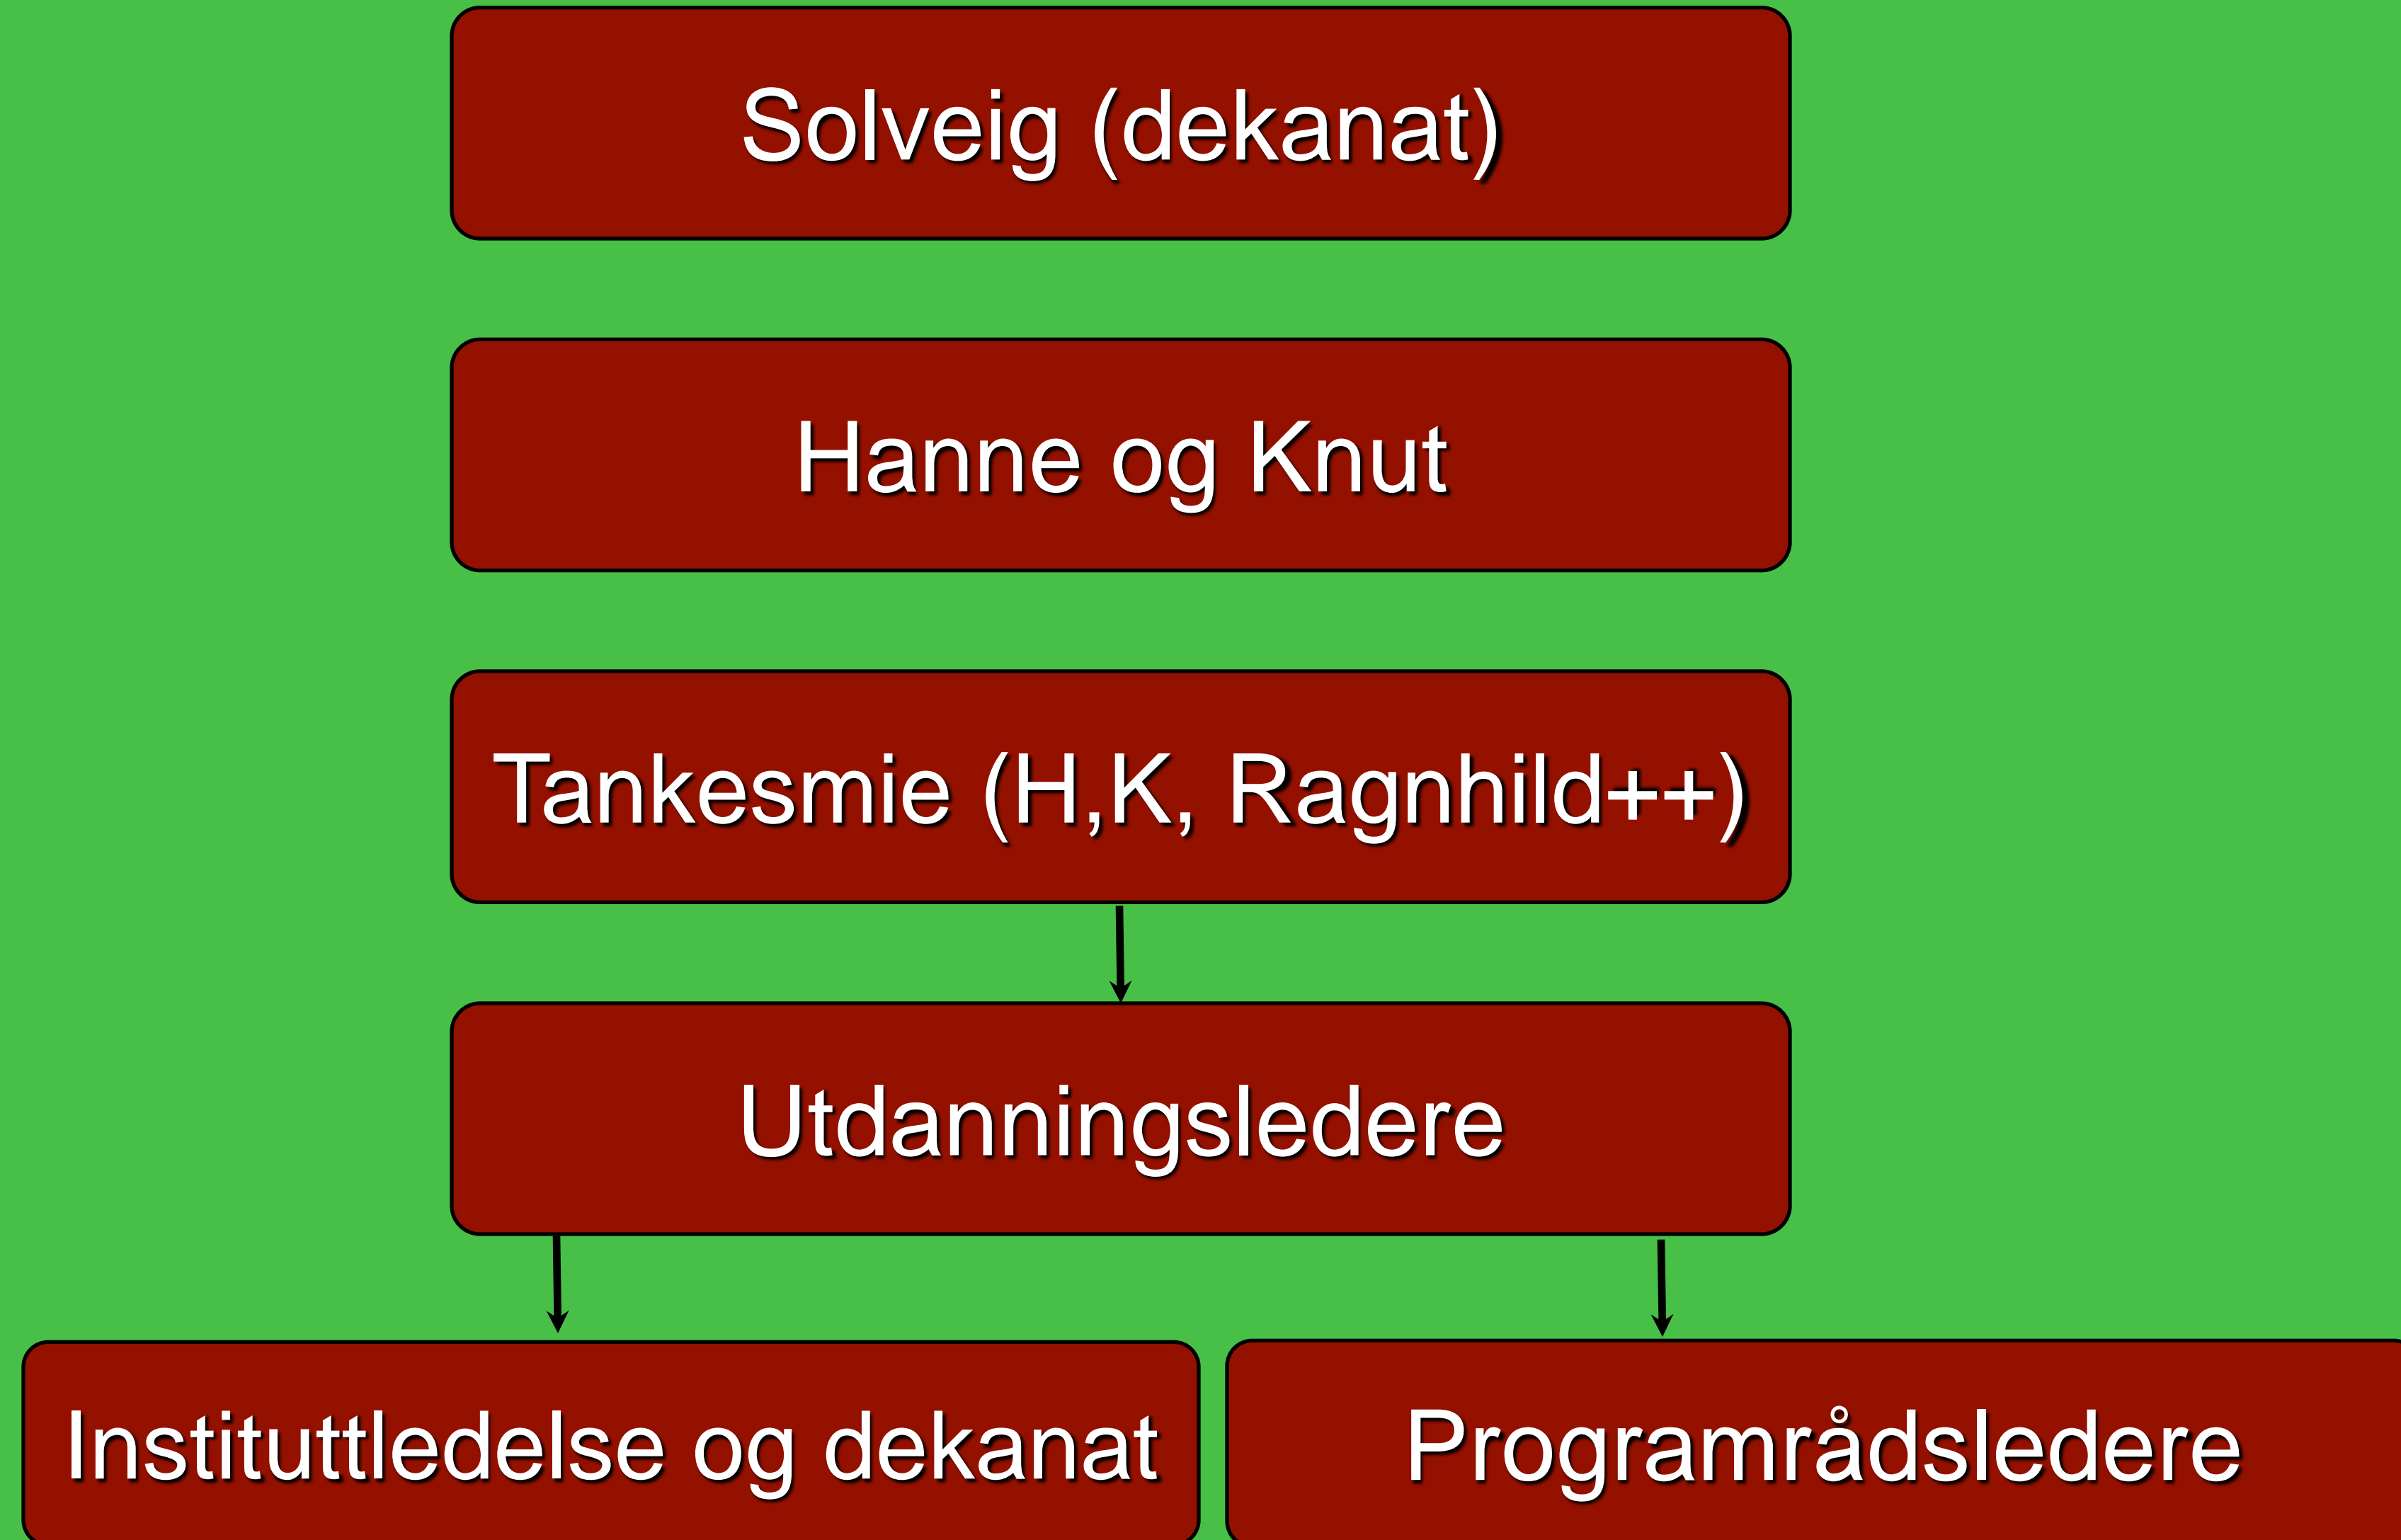 Solveig (dekanat)
Hanne og Knut
Tankesmie (H,K, Ragnhild++)
Utdanningsledere
Instituttledelse og dekanat
Programrådsledere